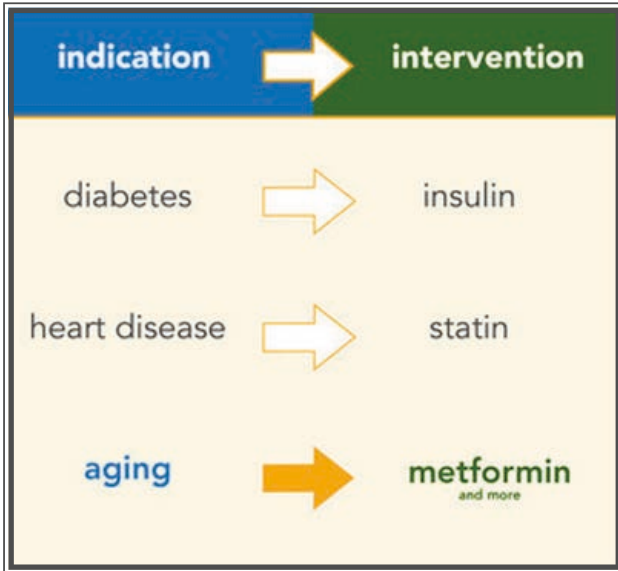 indication intervention
diabetes insulin
heart disease statin
aging metformin
and more